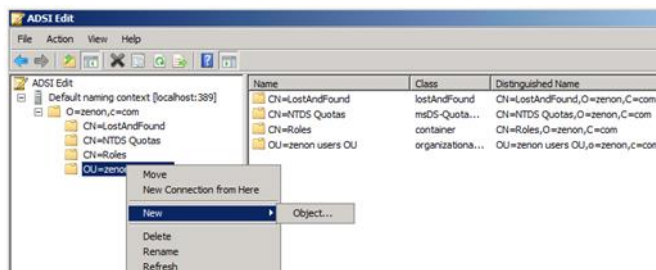 ADSI Edit
File Action View Help
ADSI Edit
Default naming context [localhost:389]
O=zenon,c=com
CN=LostAndFound
CN=NTDS Quotas
CN=Roles
OU=zenon
Name Class Distinguished Name
CN=LostAndFound lostAndFound CN=LostAndFound,O=zenon,C=com
CN=NTDS Quotas msDS-Quota... CN=NTDS Quotas,O=zenon,C=com
CN=Roles container CN=Roles,O=zenon,C=com
OU=zenon users OU organizationa... OU=zenon users OU,o=zenon,c=com
Move
New Connection from Here
New Object...
Delete
Rename
Refresh